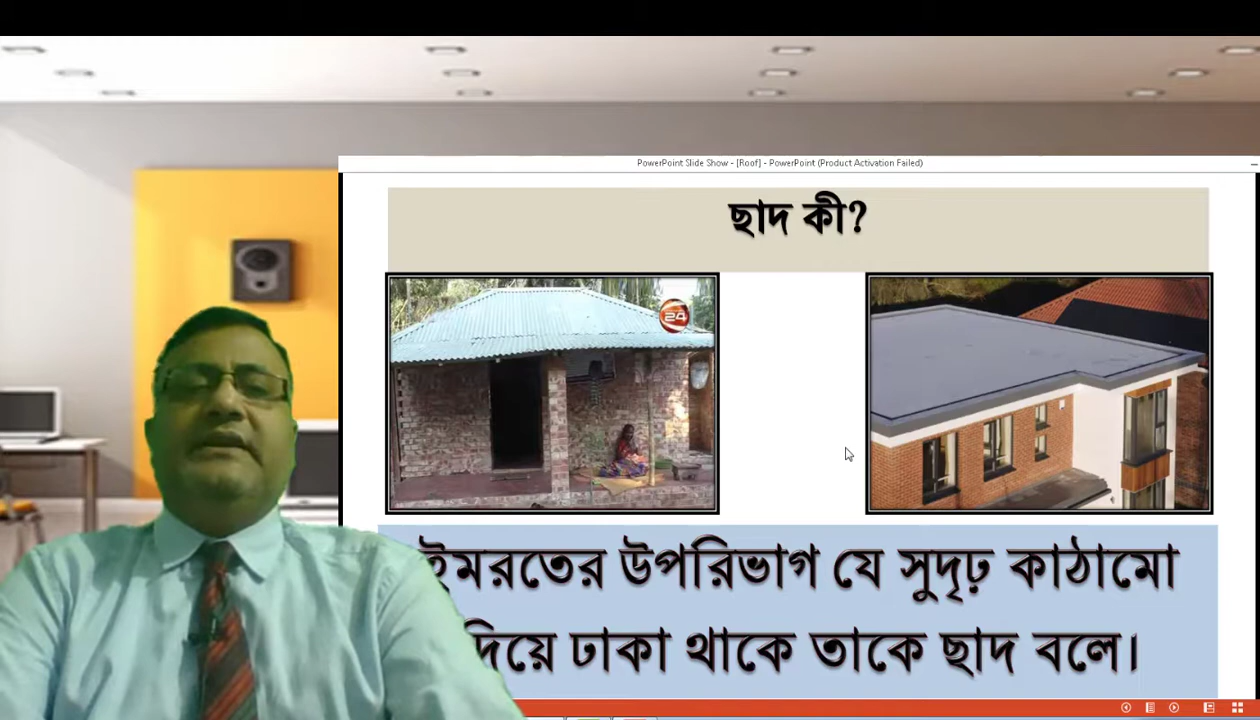 PowerPoint Slide Show - [Roof] - PowerPoint (Product Activation Failed)
ছাদ কী?
24
ইমরতের উপরিভাগ যে সুদৃঢ় কাঠামো
দিয়ে ঢাকা থাকে তাকে ছাদ বলে।